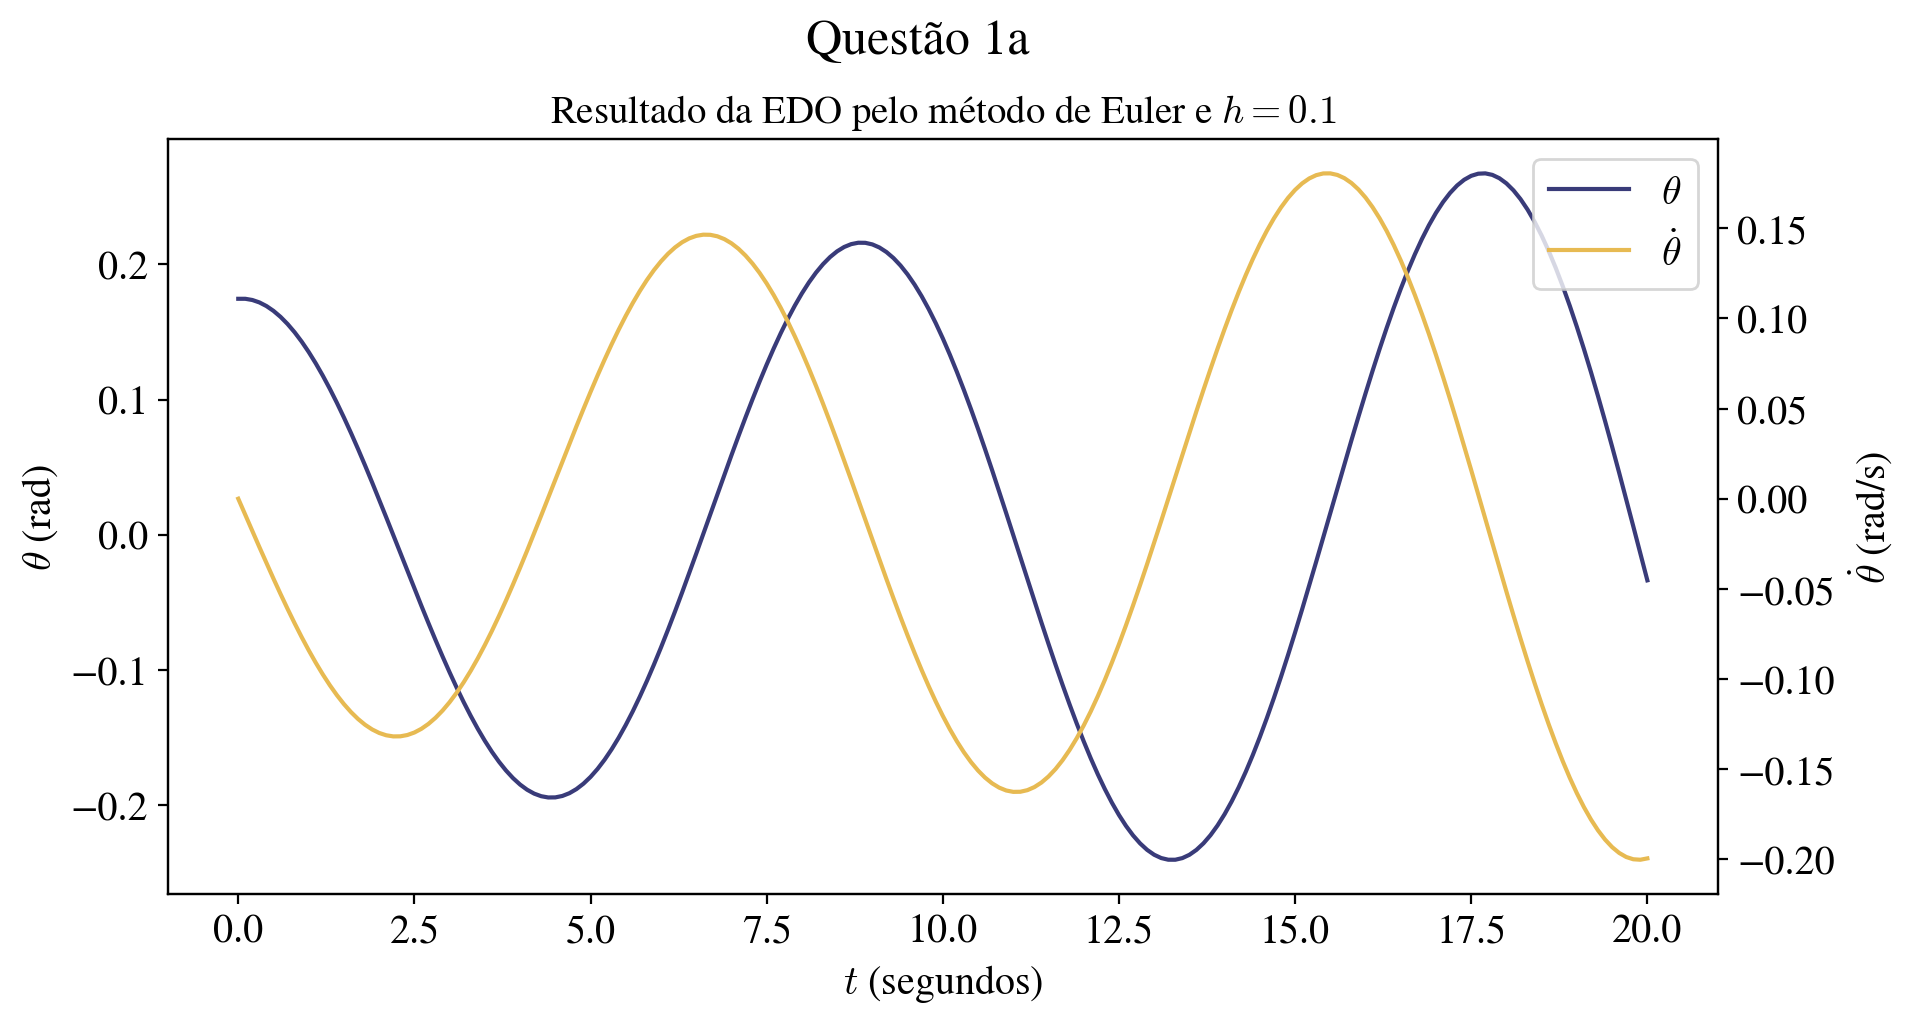 Questão 1a
Resultado da EDO pelo método de Euler e h = 0.1
θ
θ̇
0.2
0.1
0.0
−0.1
−0.2
θ (rad)
0.15
0.10
0.05
0.00
−0.05
−0.10
−0.15
−0.20
θ̇ (rad/s)
0.0 2.5 5.0 7.5 10.0 12.5 15.0 17.5 20.0
t (segundos)